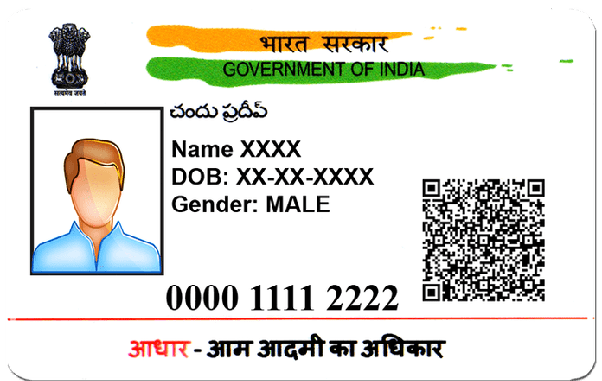 भारत सरकार
GOVERNMENT OF INDIA
सत्यमेव जयते
చందు ప్రదీప్
Name XXXX
DOB: XX-XX-XXXX
Gender: MALE
0000 1111 2222
आधार - आम आदमी का अधिकार